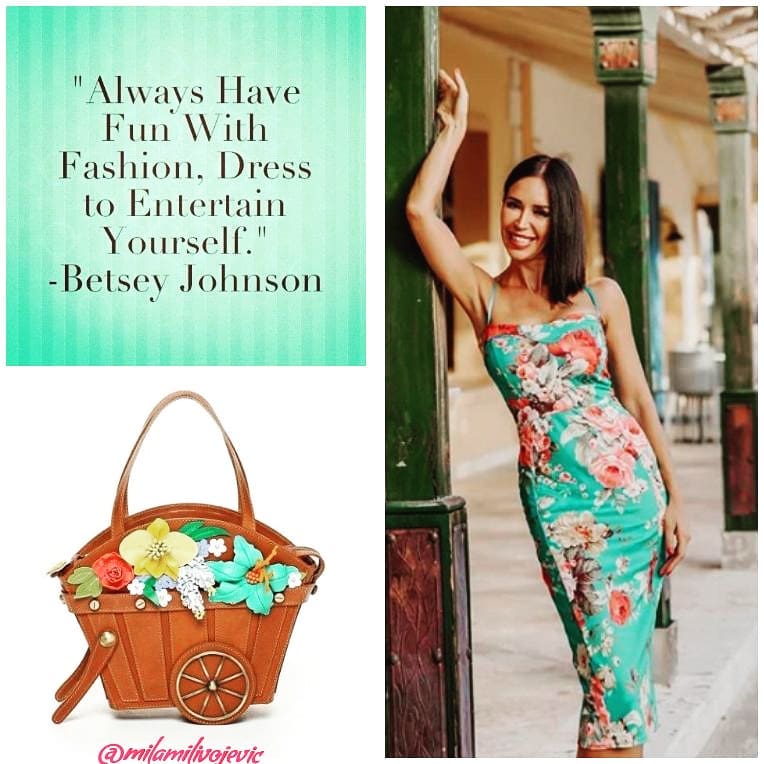 "Always Have
Fun With
Fashion, Dress
to Entertain
Yourself."
-Betsey Johnson
@milamilivojevic